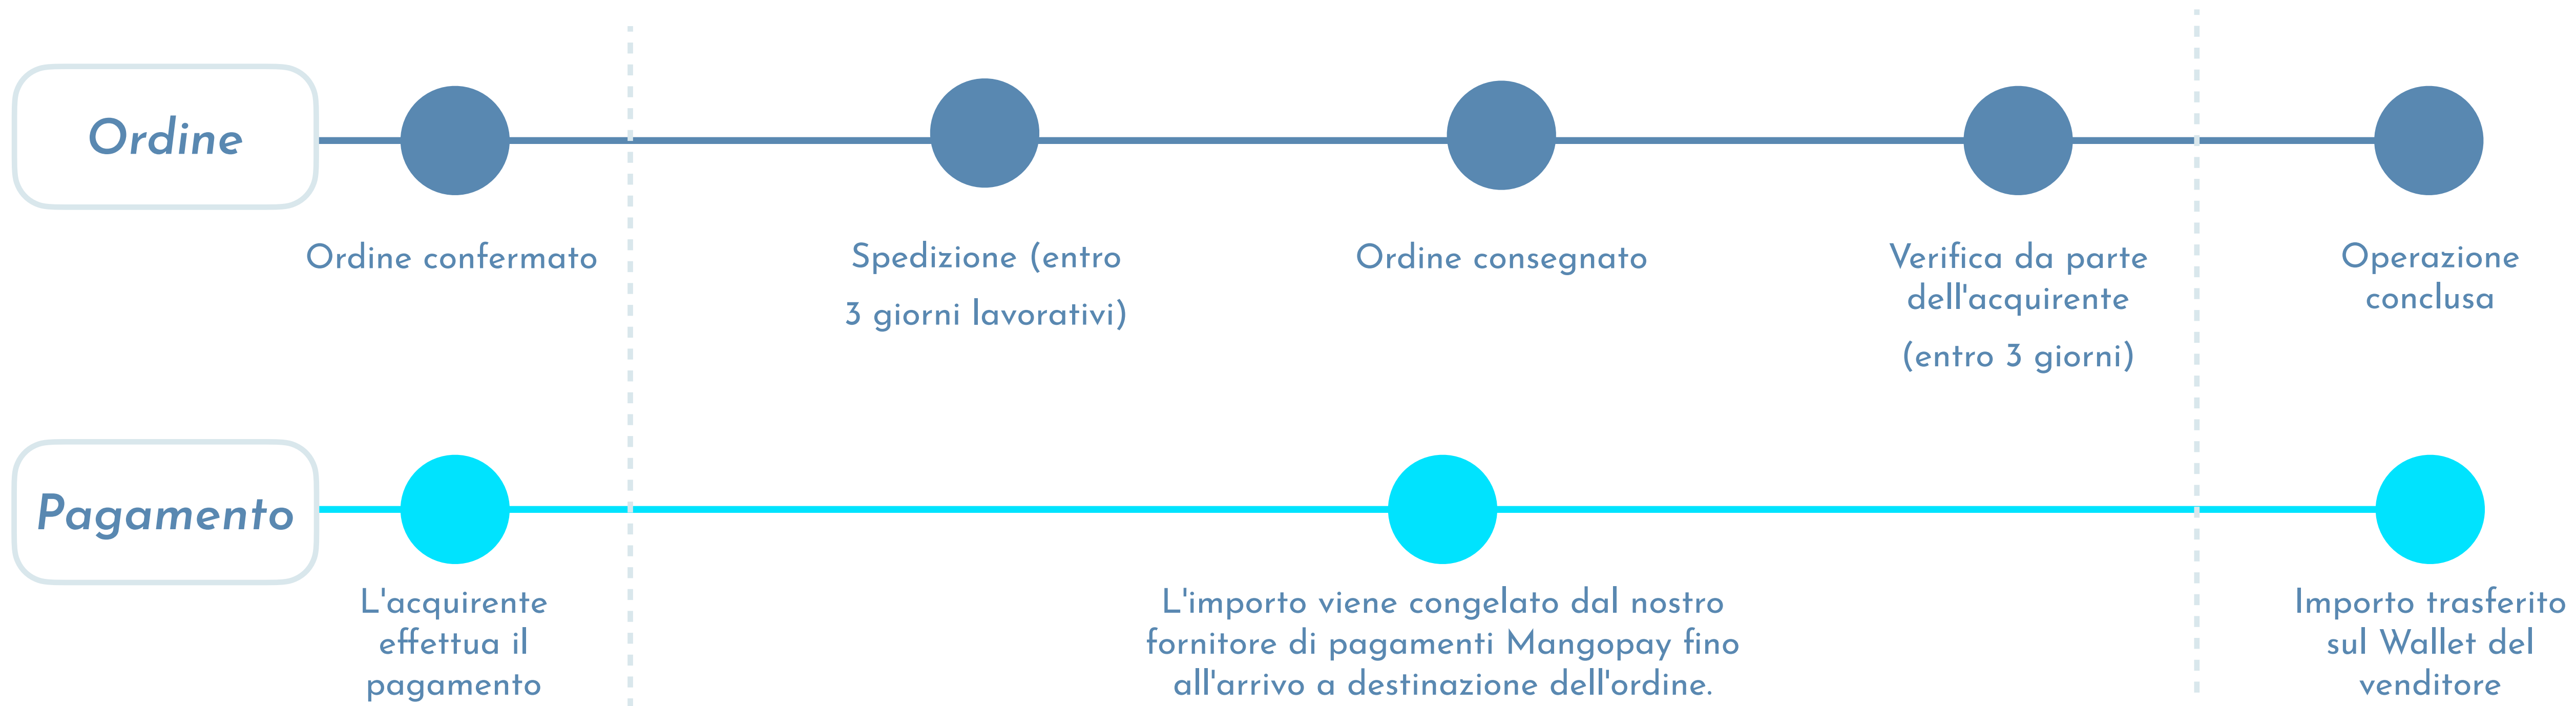 Ordine
Ordine confermato
Spedizione (entro
3 giorni lavorativi)
Ordine consegnato
Verifica da parte
dell'acquirente
(entro 3 giorni)
Operazione
conclusa
Pagamento
L'acquirente
effettua il
pagamento
L'importo viene congelato dal nostro
fornitore di pagamenti Mangopay fino
all'arrivo a destinazione dell'ordine.
Importo trasferito
sul Wallet del
venditore